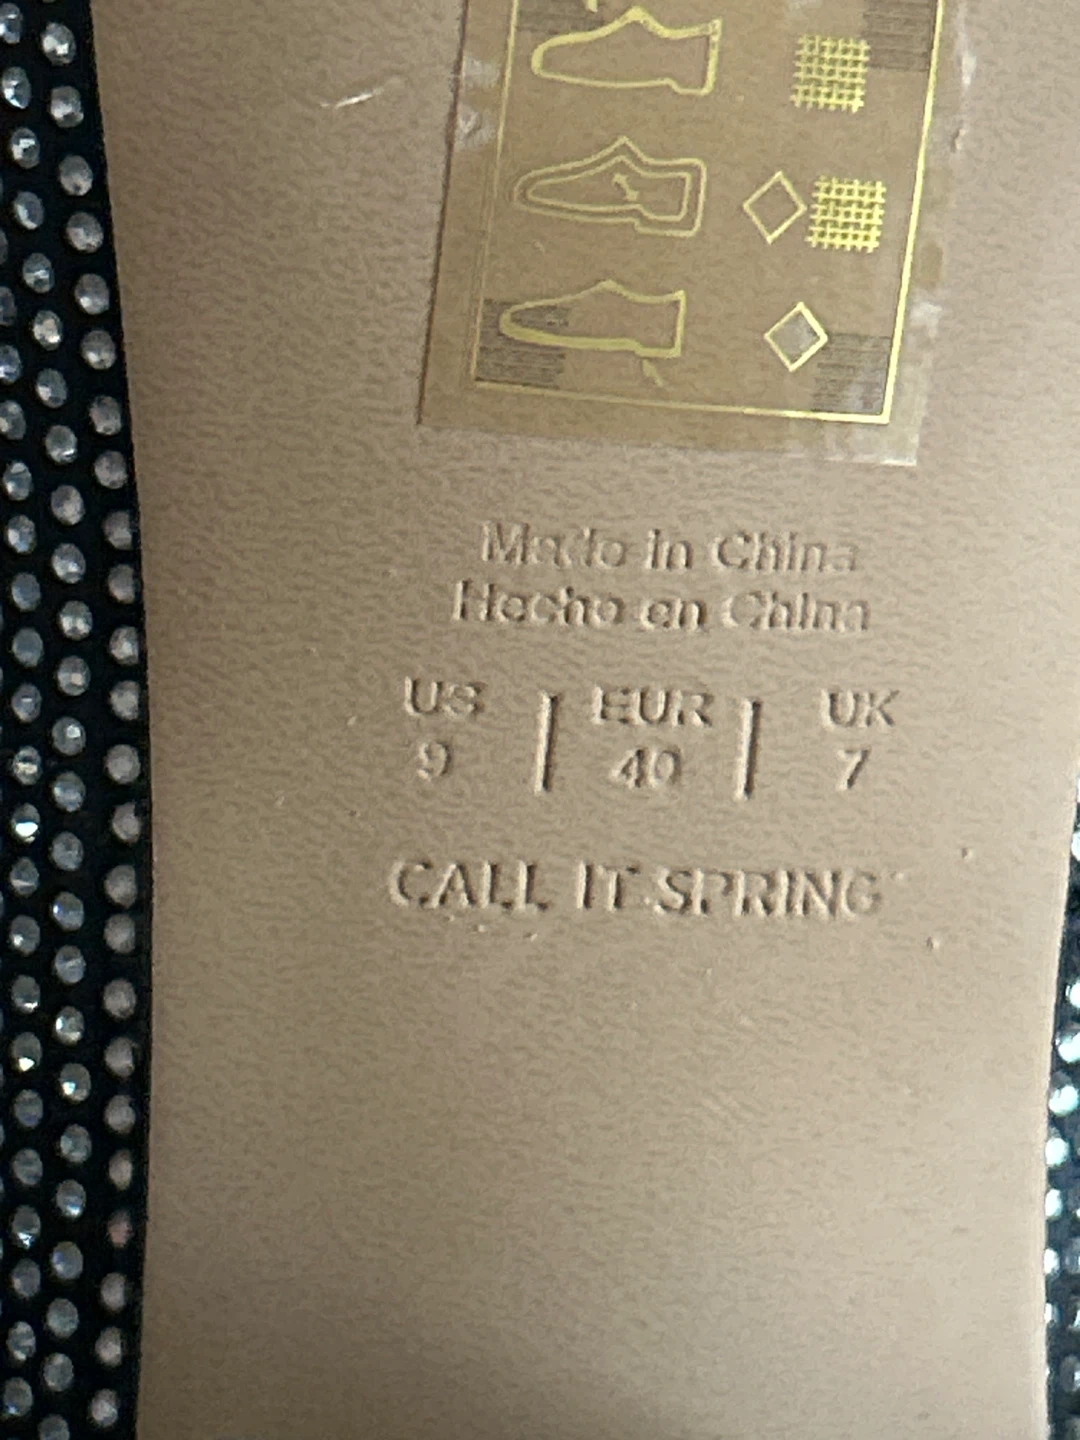 Made in China
Hecho en China
US | EUR | UK
9 | 40 | 7
CALL IT SPRING